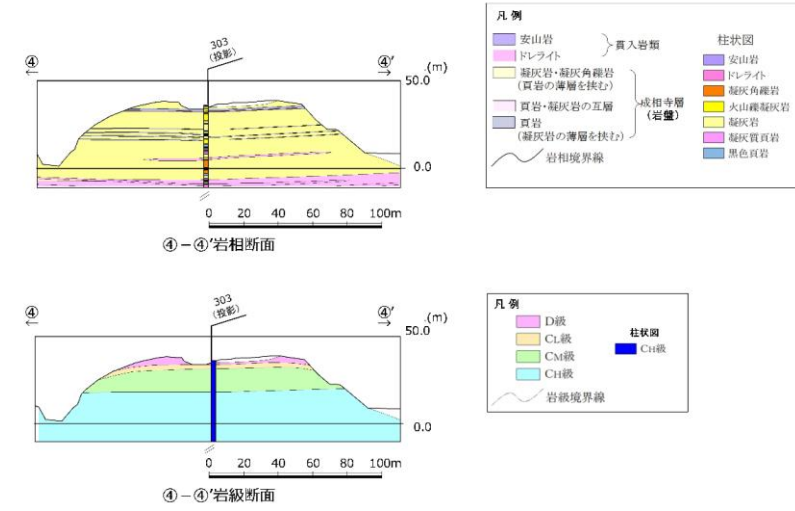 303
(投影)
④
④′
(m)
50.0
0.0
0 20 40 60 80 100m
④−④′岩相断面
凡 例
安山岩
ドレライト
貫入岩類
凝灰岩・凝灰角礫岩
(頁岩の薄層を挟む)
頁岩・凝灰岩の互層
頁岩
(凝灰岩の薄層を挟む)
成相寺層
(岩盤)
岩相境界線
柱状図
安山岩
ドレライト
凝灰角礫岩
火山礫凝灰岩
凝灰岩
凝灰質頁岩
黒色頁岩
303
(投影)
④
④′
(m)
50.0
0.0
0 20 40 60 80 100m
④−④′岩級断面
凡 例
D級
CL級
CM級
CH級
岩級境界線
柱状図
CH級